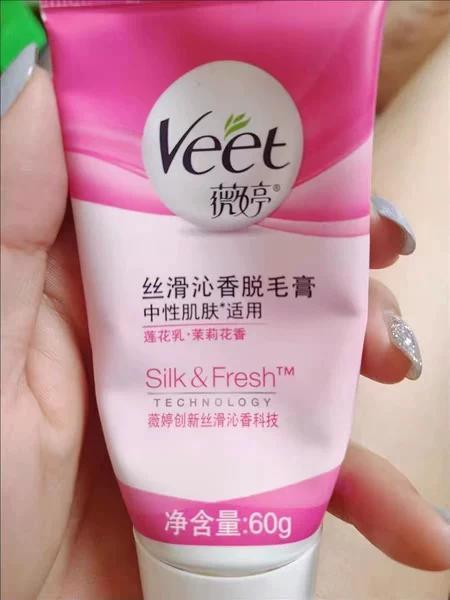 Veet
薇婷®
丝滑沁香脱毛膏
中性肌肤*适用
莲花乳·茉莉花香
Silk & Fresh™
TECHNOLOGY
薇婷创新丝滑沁香科技
净含量:60g